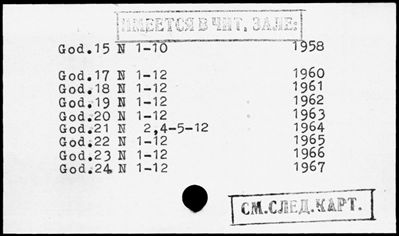 ИМЕЕТСЯ В ЧИТ. ЗАЛЕ:
God.15 N 1-10 1958
God.17 N 1-12 1960
God.18 N 1-12 1961
God.19 N 1-12 1962
God.20 N 1-12 1963
God.21 N 2,4-5-12 1964
God.22 N 1-12 1965
God.23 N 1-12 1966
God.24 N 1-12 1967
СМ.СЛЕД.КАРТ.